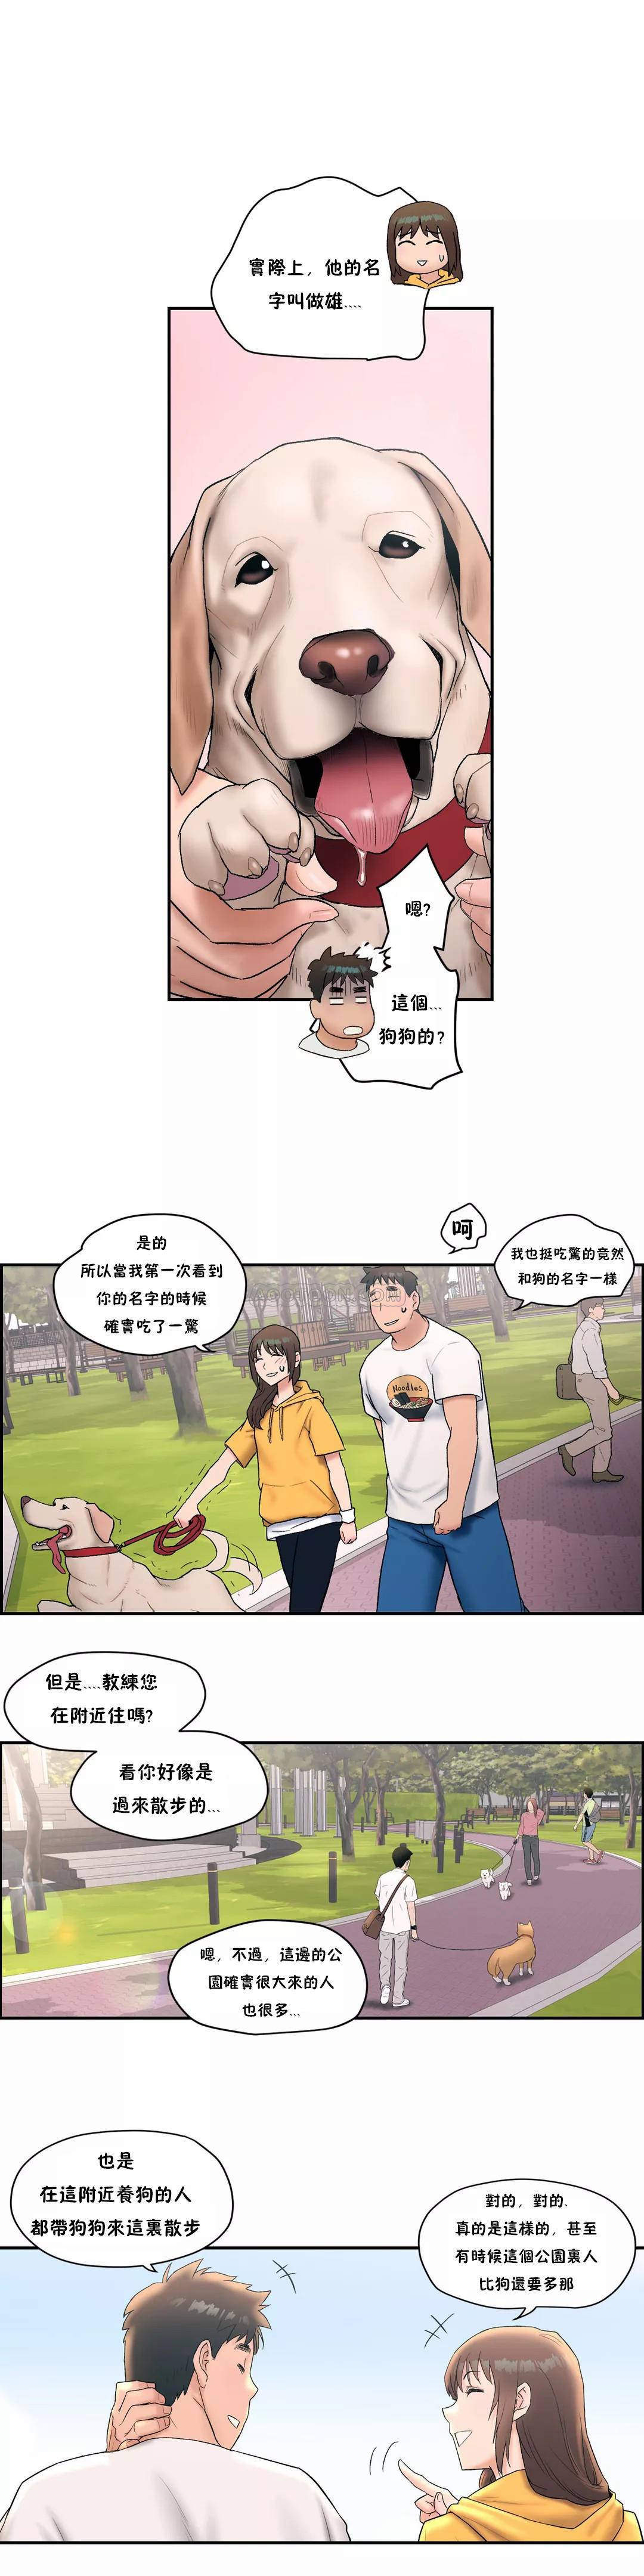 實際上，他的名
字叫做雄....
嗯?
這個...
狗狗的?
是的
所以當我第一次看到
你的名字的時候
確實吃了一驚
呵
我也挺吃驚的竟然
和狗的名字一樣
Noodles
但是....教練您
在附近住嗎?
看你好像是
過來散步的...
嗯，不過，這邊的公
園確實很大來的人
也很多...
也是
在這附近養狗的人
都帶狗狗來這裏散步
對的，對的.
真的是這樣的，甚至
有時候這個公園裏人
比狗還要多那